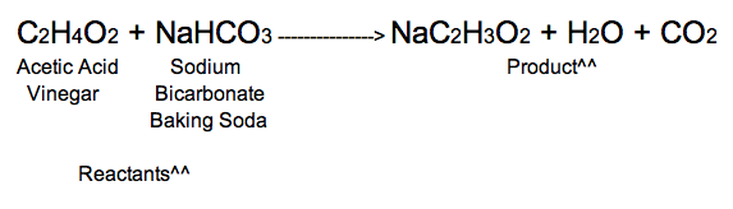 C2H4O2 + NaHCO3 ---------------> NaC2H3O2 + H2O + CO2
Acetic Acid Sodium Product^^
Vinegar Bicarbonate
Baking Soda
Reactants^^